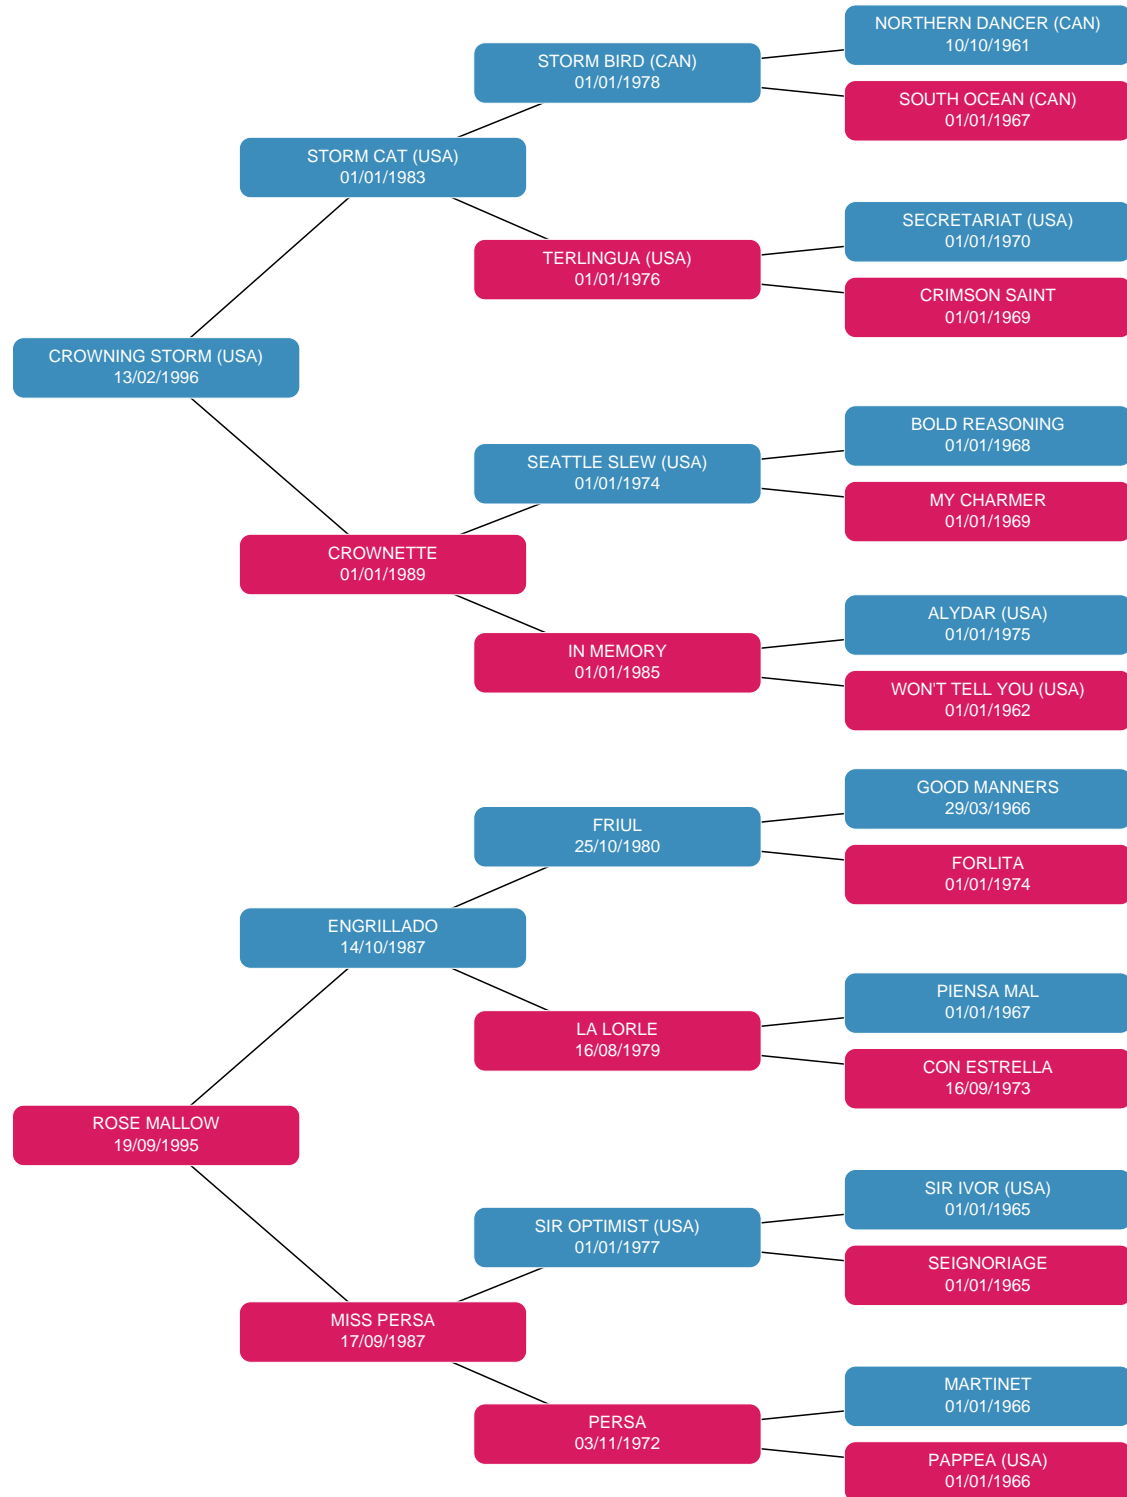 NORTHERN DANCER (CAN)
10/10/1961
STORM BIRD (CAN)
01/01/1978
SOUTH OCEAN (CAN)
01/01/1967
STORM CAT (USA)
01/01/1983
SECRETARIAT (USA)
01/01/1970
TERLINGUA (USA)
01/01/1976
CRIMSON SAINT
01/01/1969
CROWNING STORM (USA)
13/02/1996
BOLD REASONING
01/01/1968
SEATTLE SLEW (USA)
01/01/1974
MY CHARMER
01/01/1969
CROWNETTE
01/01/1989
ALYDAR (USA)
01/01/1975
IN MEMORY
01/01/1985
WON'T TELL YOU (USA)
01/01/1962
GOOD MANNERS
29/03/1966
FRIUL
25/10/1980
FORLITA
01/01/1974
ENGRILLADO
14/10/1987
PIENSA MAL
01/01/1967
LA LORLE
16/08/1979
CON ESTRELLA
16/09/1973
ROSE MALLOW
19/09/1995
SIR IVOR (USA)
01/01/1965
SIR OPTIMIST (USA)
01/01/1977
SEIGNORIAGE
01/01/1965
MISS PERSA
17/09/1987
MARTINET
01/01/1966
PERSA
03/11/1972
PAPPEA (USA)
01/01/1966